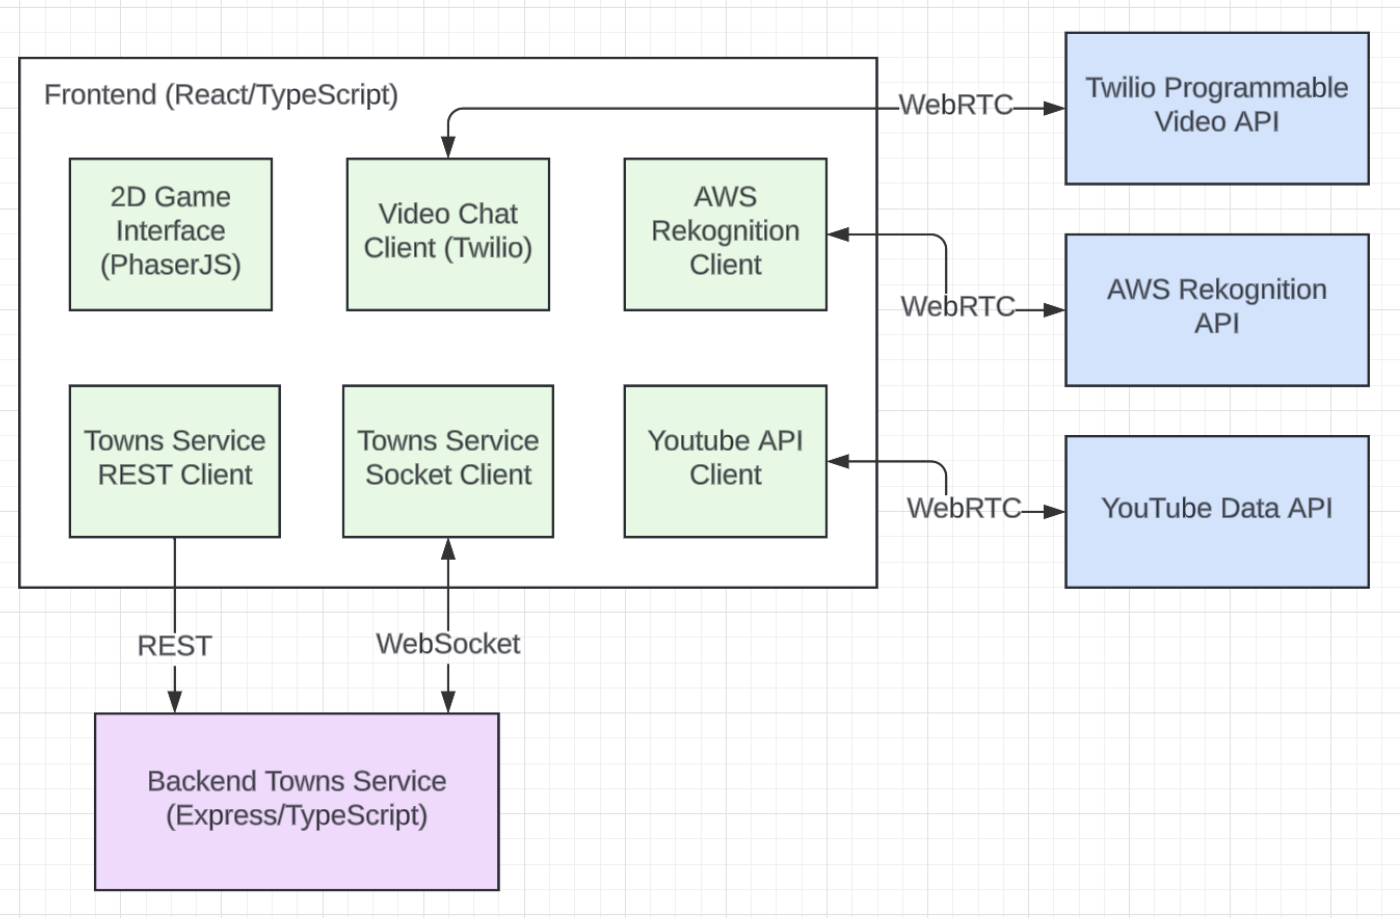 Frontend (React/TypeScript)
WebRTC
Twilio Programmable
Video API
2D Game
Interface
(PhaserJS)
Video Chat
Client (Twilio)
AWS
Rekognition
Client
WebRTC
AWS Rekognition
API
Towns Service
REST Client
Towns Service
Socket Client
Youtube API
Client
WebRTC
YouTube Data API
REST
WebSocket
Backend Towns Service
(Express/TypeScript)